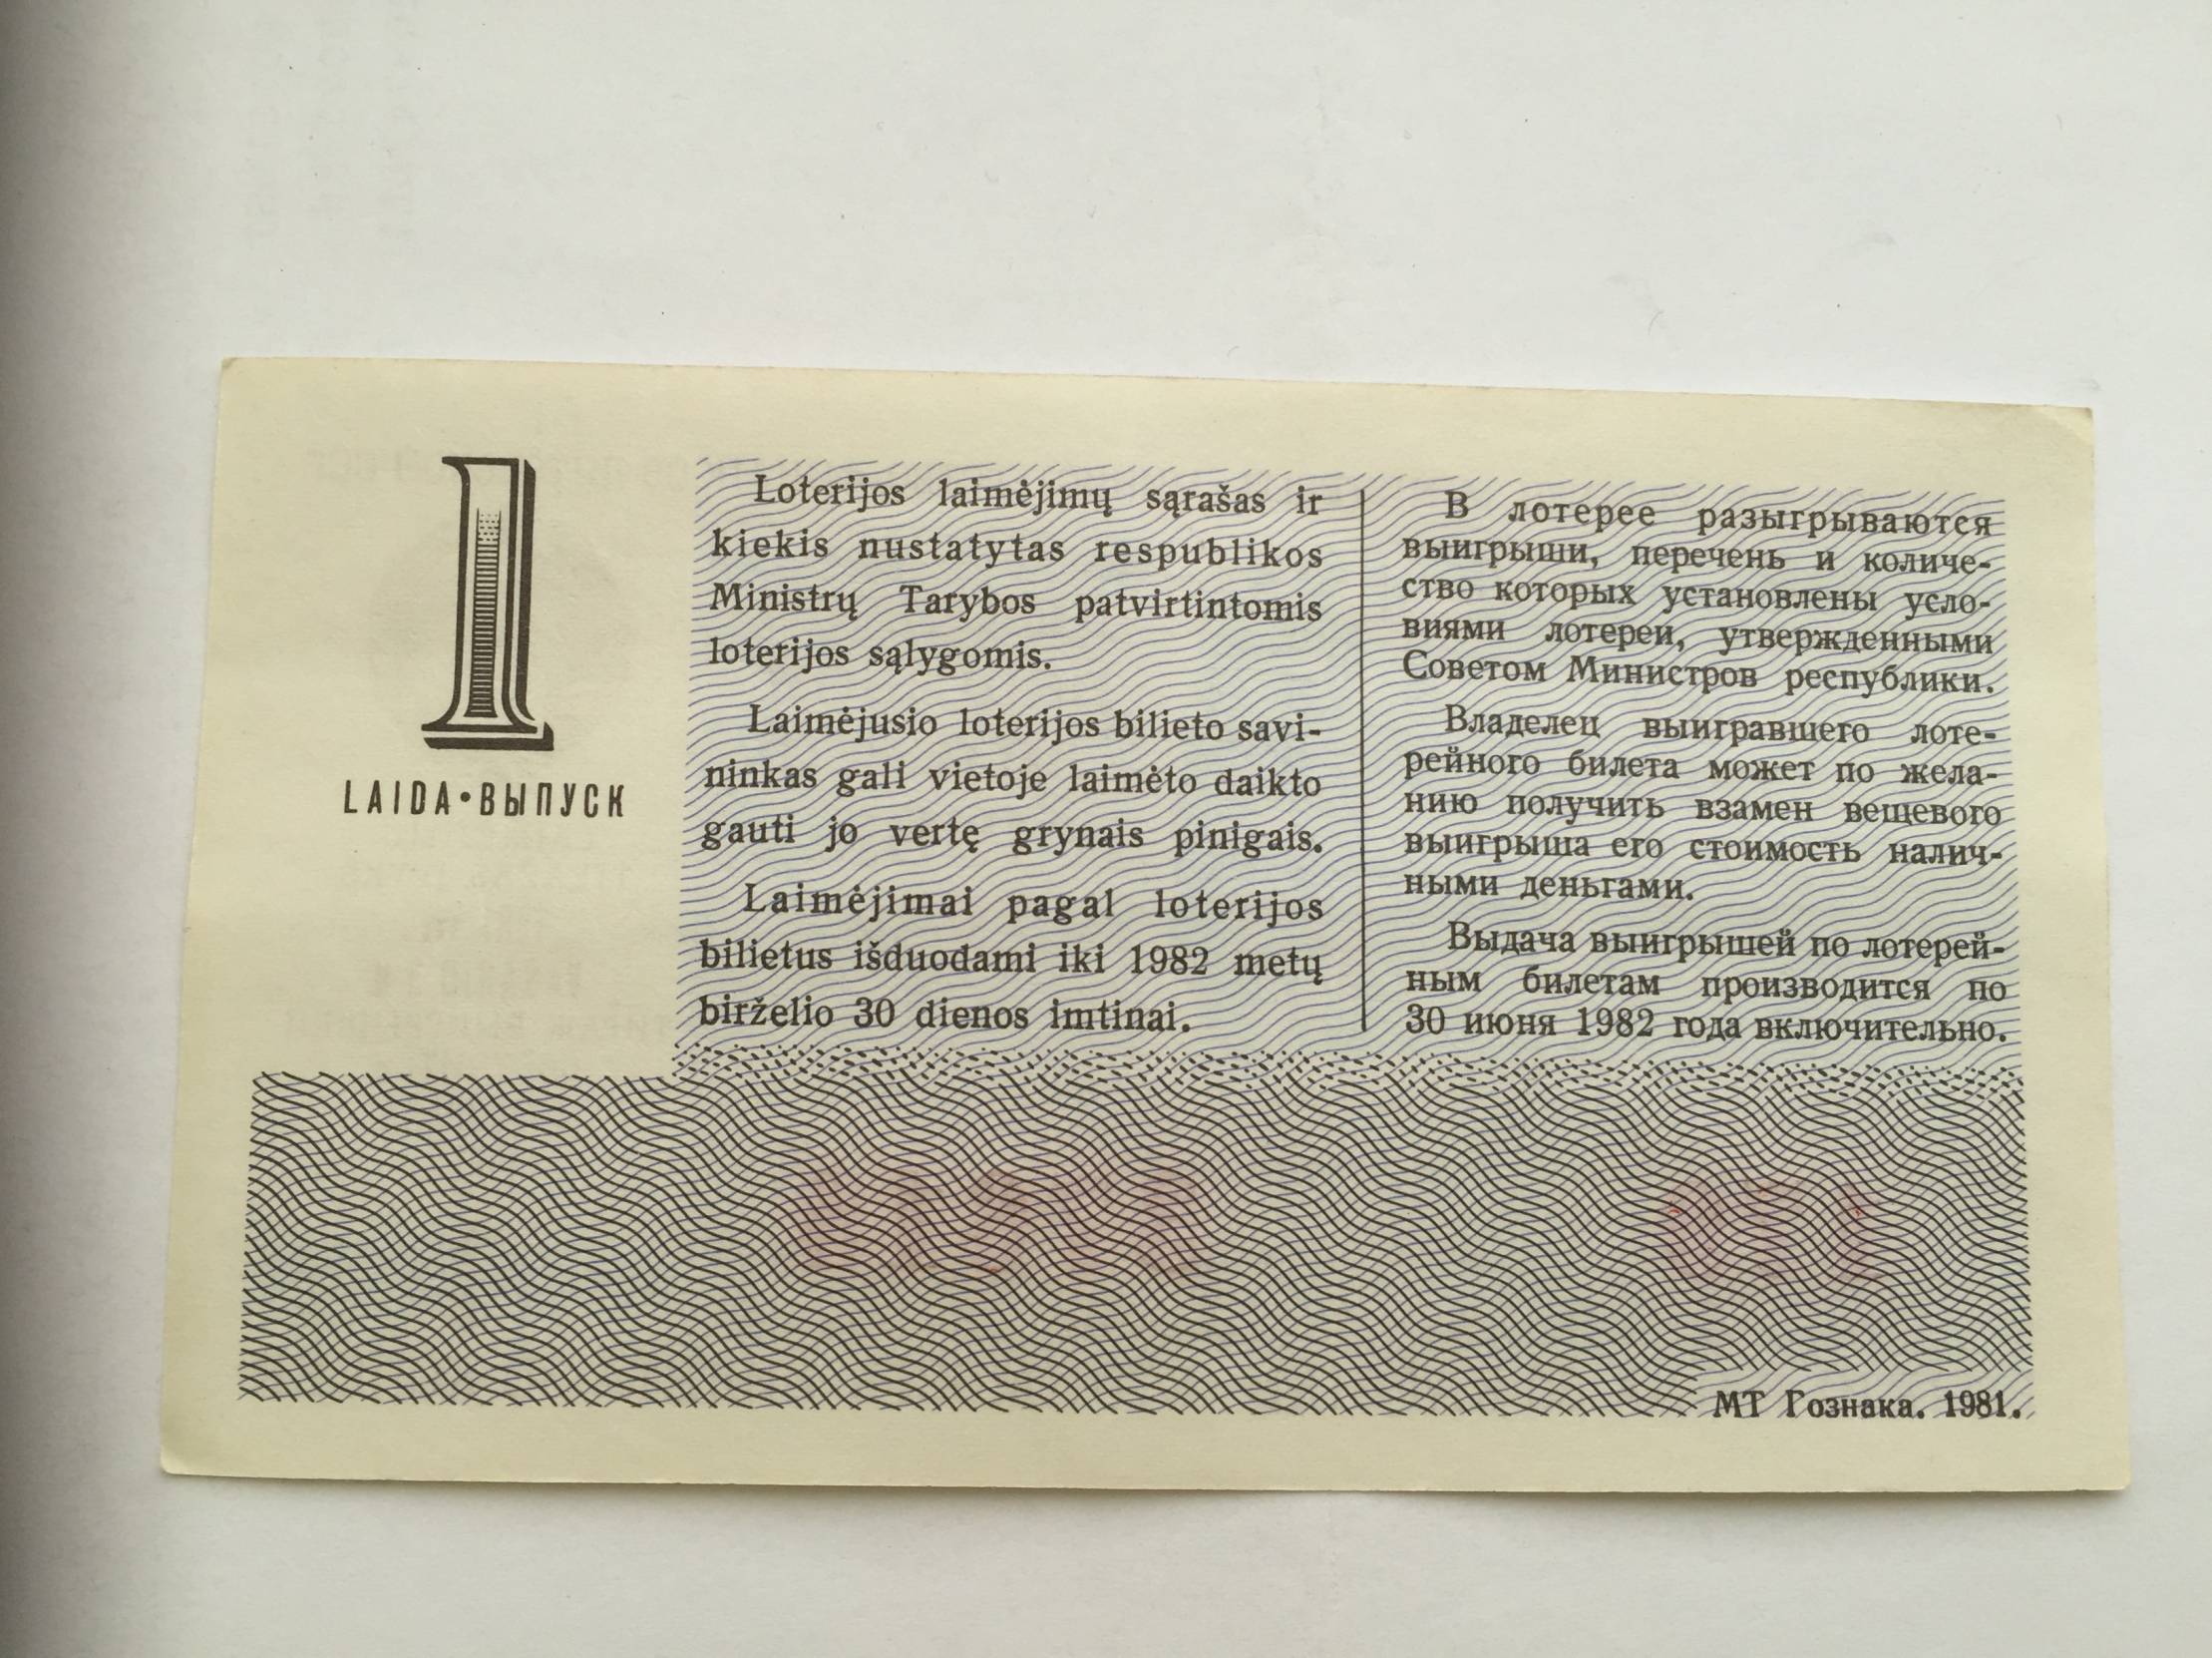 1
LAIDA•ВЫПУСК
Loterijos laimėjimų sąrašas ir
kiekis nustatytas respublikos
Ministrų Tarybos patvirtintomis
loterijos sąlygomis.
Laimėjusio loterijos bilieto savi-
ninkas gali vietoje laimėto daikto
gauti jo vertę grynais pinigais.
Laimėjimai pagal loterijos
bilietus išduodami iki 1982 metų
birželio 30 dienos imtinai.
В лотерее разыгрываются
выигрыши, перечень и количе-
ство которых установлены усло-
виями лотереи, утвержденными
Советом Министров республики.
Владелец выигравшего лоте-
рейного билета может по жела-
нию получить взамен вещевого
выигрыша его стоимость налич-
ными деньгами.
Выдача выигрышей по лотерей-
ным билетам производится по
30 июня 1982 года включительно.
МТ Гознака. 1981.